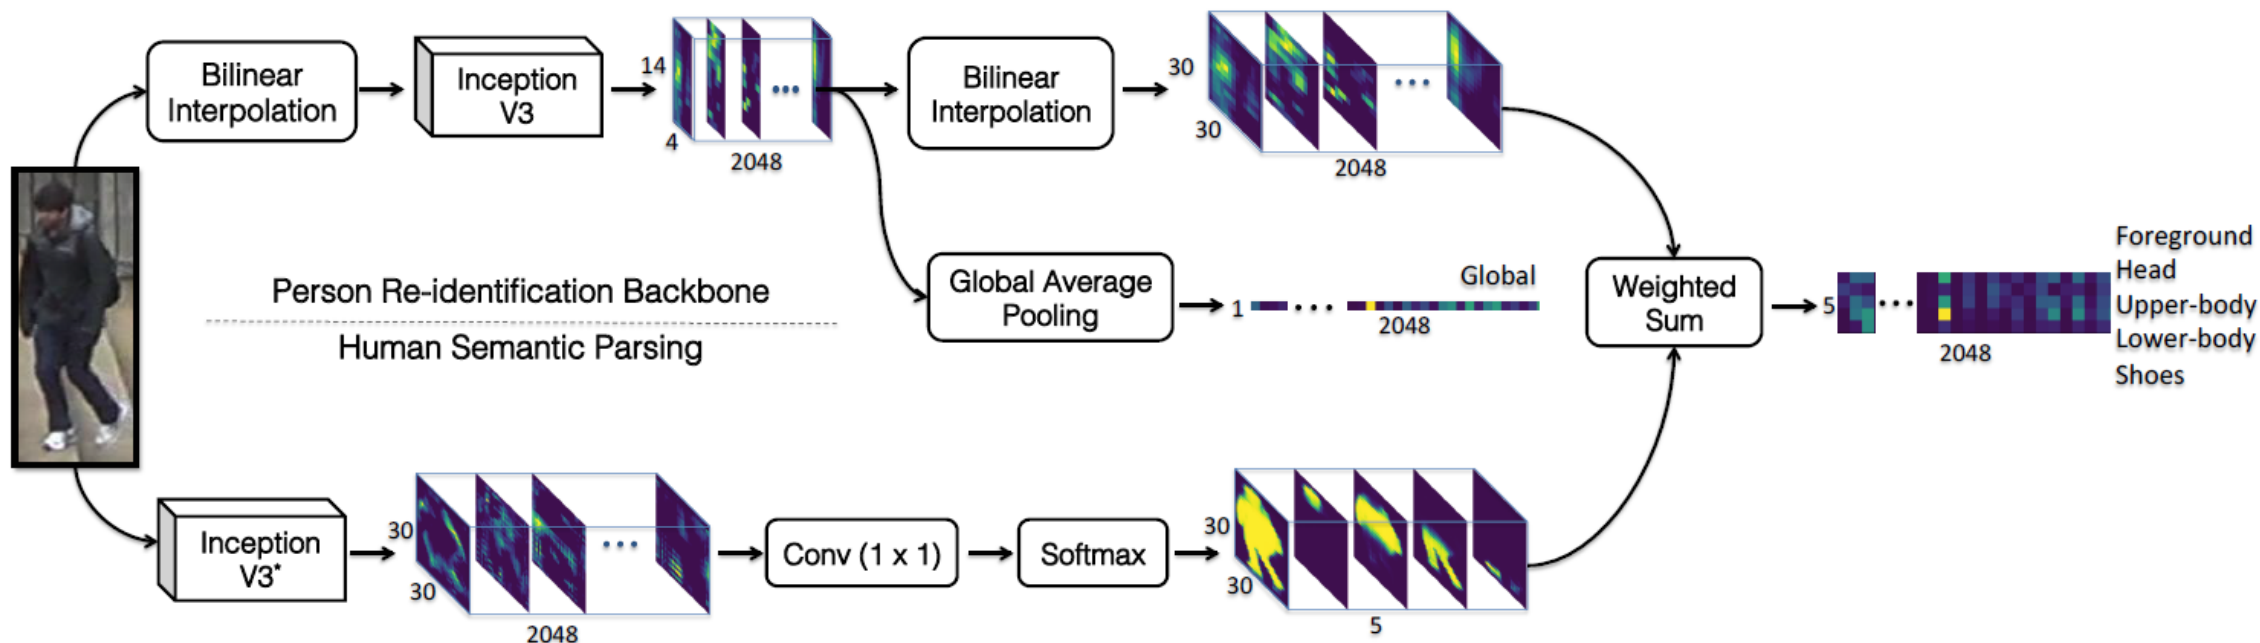 Bilinear
Interpolation
Inception
V3
14
4
2048
Bilinear
Interpolation
30
30
2048
Person Re-identification Backbone
Human Semantic Parsing
Global Average
Pooling
1
Global
2048
Weighted
Sum
5
2048
Foreground
Head
Upper-body
Lower-body
Shoes
Inception
V3*
30
30
2048
Conv (1 x 1)
Softmax
30
30
5